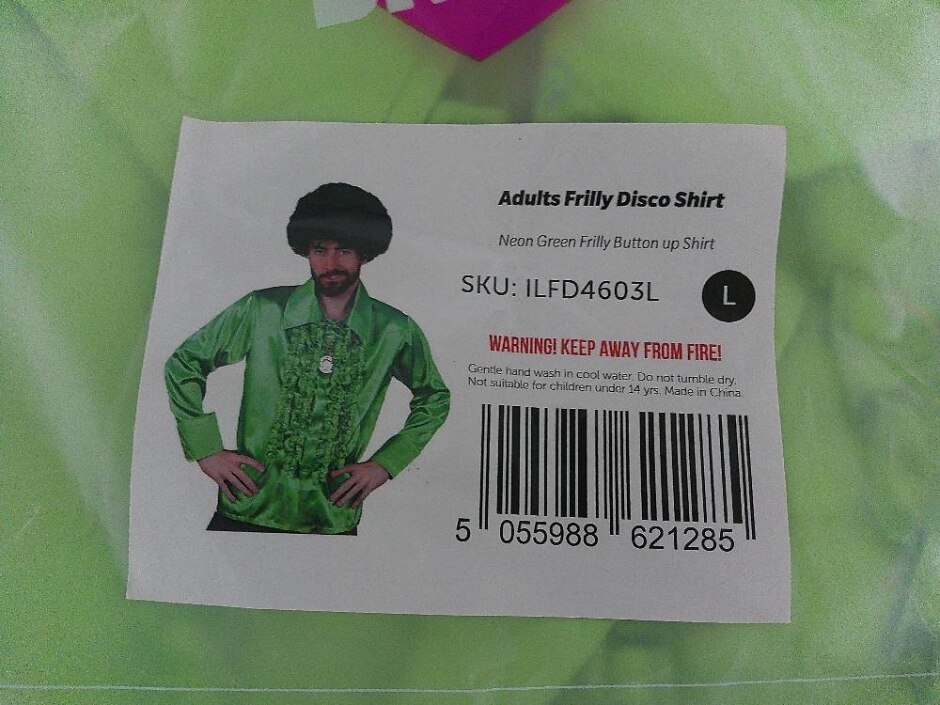 Adults Frilly Disco Shirt
Neon Green Frilly Button up Shirt
SKU: ILFD4603L
L
WARNING! KEEP AWAY FROM FIRE!
Gentle hand wash in cool water. Do not tumble dry.
Not suitable for children under 14 yrs. Made in China
5 055988 621285